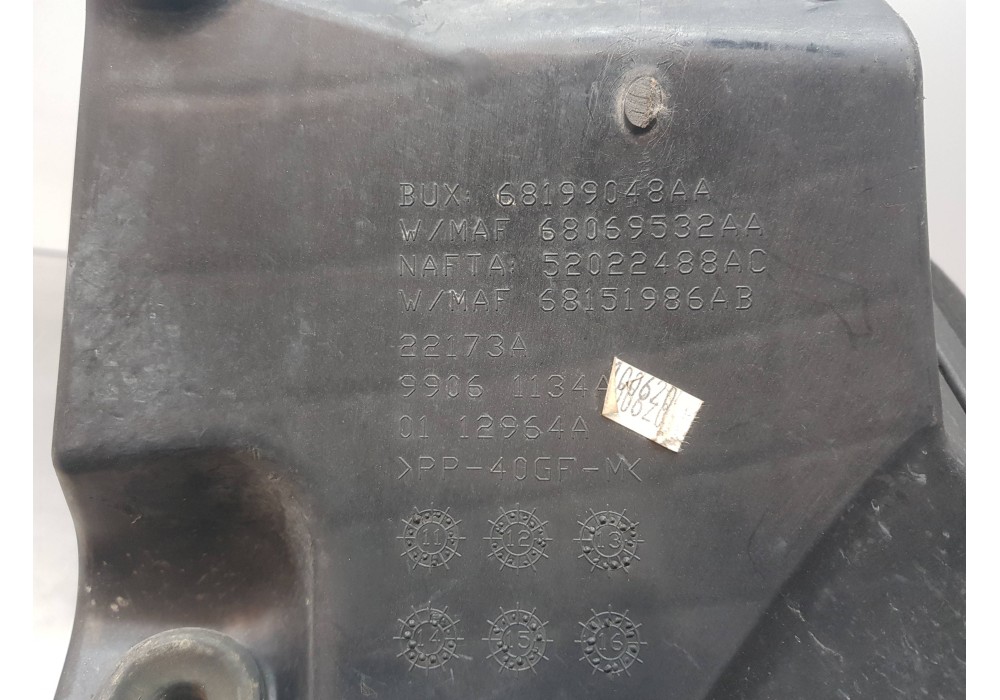 BUX: 68199048AA
W/MAF 68069532AA
NAFTA: 52022488AC
W/MAF 68151986AB
22173A
9906 1134A
100620
01 12964A
>PP-40GF-M<
11 12 13
14 15 16